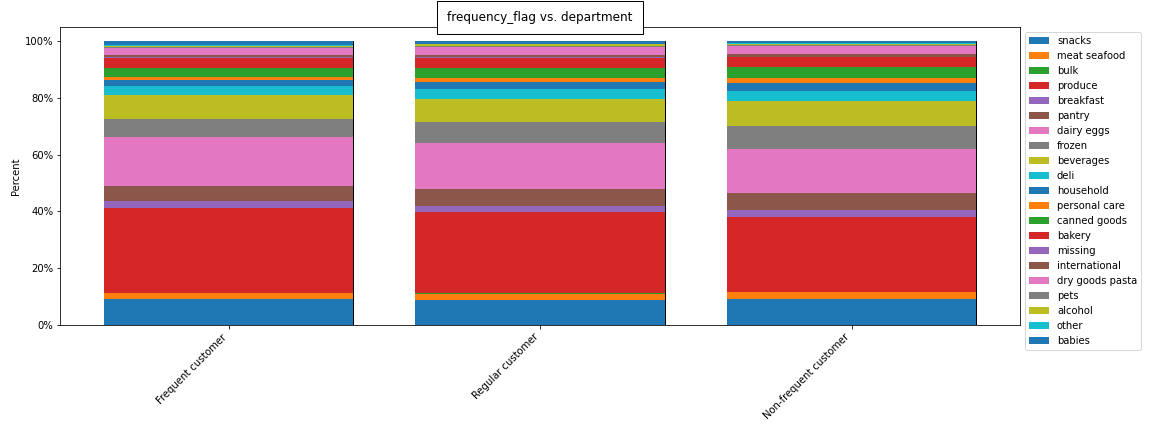 frequency_flag vs. department
100%
80%
60%
40%
20%
0%
Percent
Frequent customer
Regular customer
Non-frequent customer
snacks
meat seafood
bulk
produce
breakfast
pantry
dairy eggs
frozen
beverages
deli
household
personal care
canned goods
bakery
missing
international
dry goods pasta
pets
alcohol
other
babies